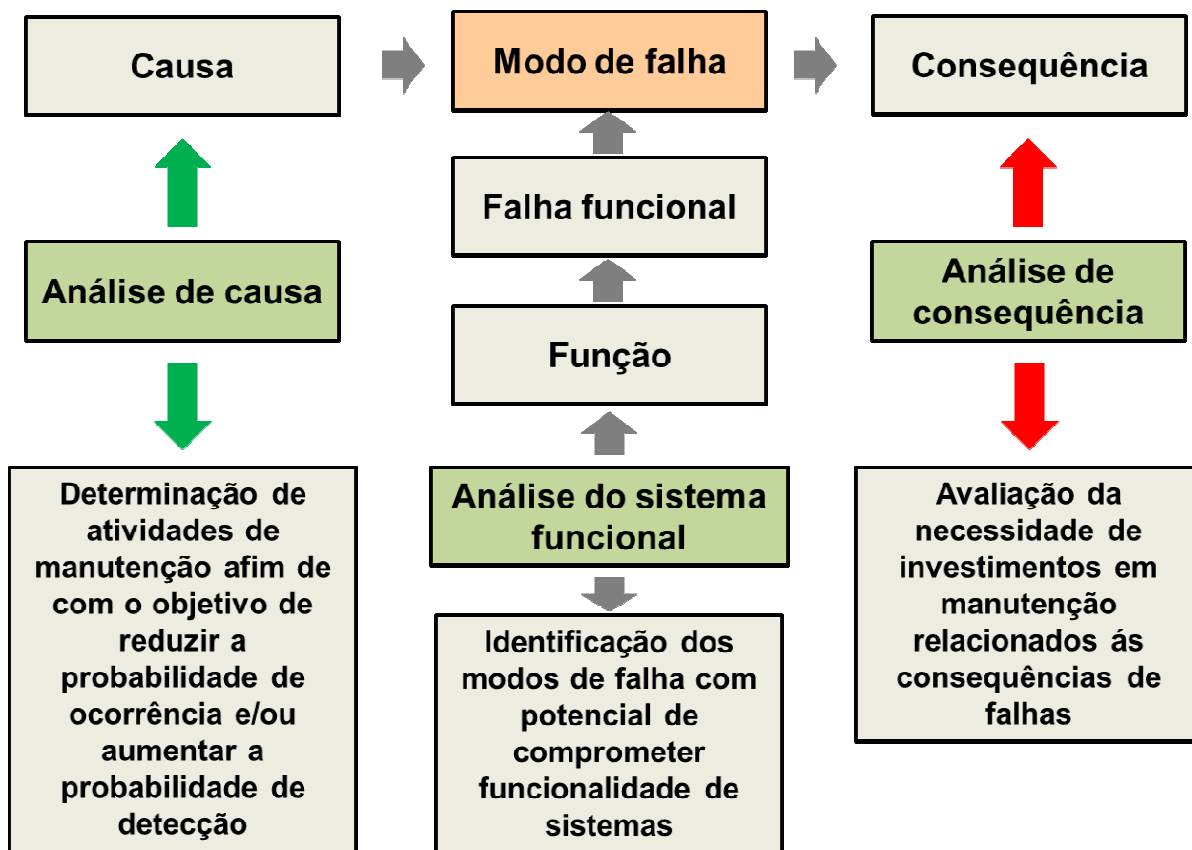 Causa
Modo de falha
Consequência
Falha funcional
Análise de causa
Análise de
consequência
Função
Determinação de
atividades de
manutenção afim de
com o objetivo de
reduzir a
probabilidade de
ocorrência e/ou
aumentar a
probabilidade de
detecção
Análise do sistema
funcional
Identificação dos
modos de falha com
potencial de
comprometer
funcionalidade de
sistemas
Avaliação da
necessidade de
investimentos em
manutenção
relacionados ás
consequências de
falhas